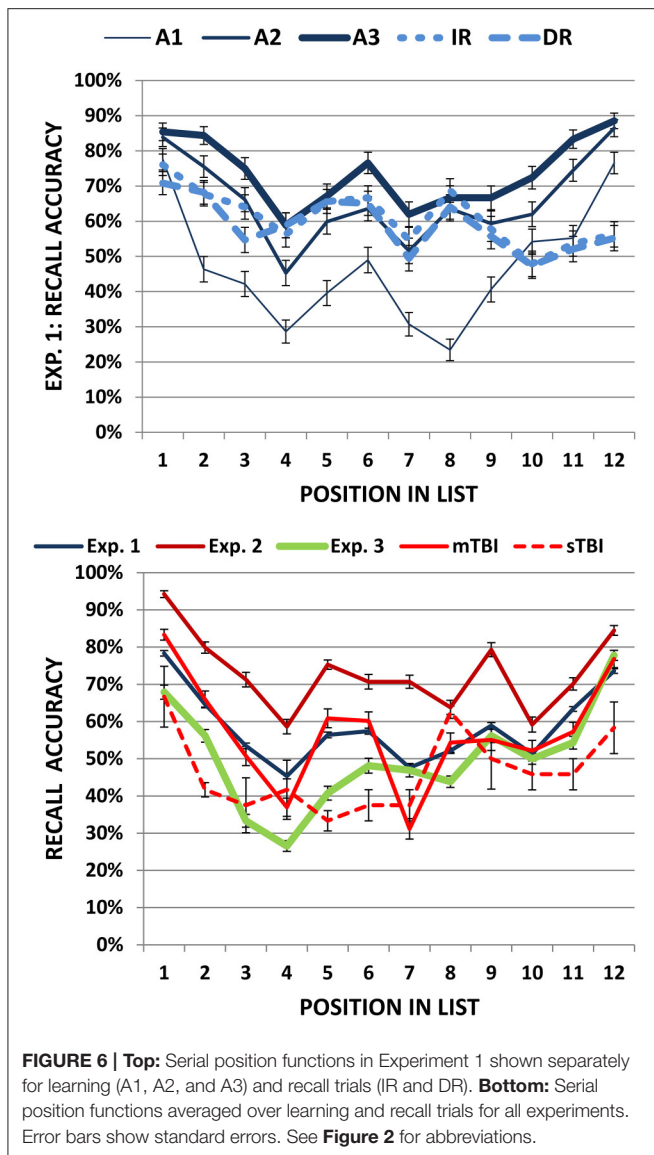 A1 A2 A3 IR DR
100%
90%
80%
70%
60%
50%
40%
30%
20%
10%
0%
EXP. 1: RECALL ACCURACY
1 2 3 4 5 6 7 8 9 10 11 12
POSITION IN LIST
Exp. 1 Exp. 2 Exp. 3 mTBI sTBI
100%
90%
80%
70%
60%
50%
40%
30%
20%
10%
0%
RECALL ACCURACY
1 2 3 4 5 6 7 8 9 10 11 12
POSITION IN LIST
FIGURE 6 | Top: Serial position functions in Experiment 1 shown separately
for learning (A1, A2, and A3) and recall trials (IR and DR). Bottom: Serial
position functions averaged over learning and recall trials for all experiments.
Error bars show standard errors. See Figure 2 for abbreviations.